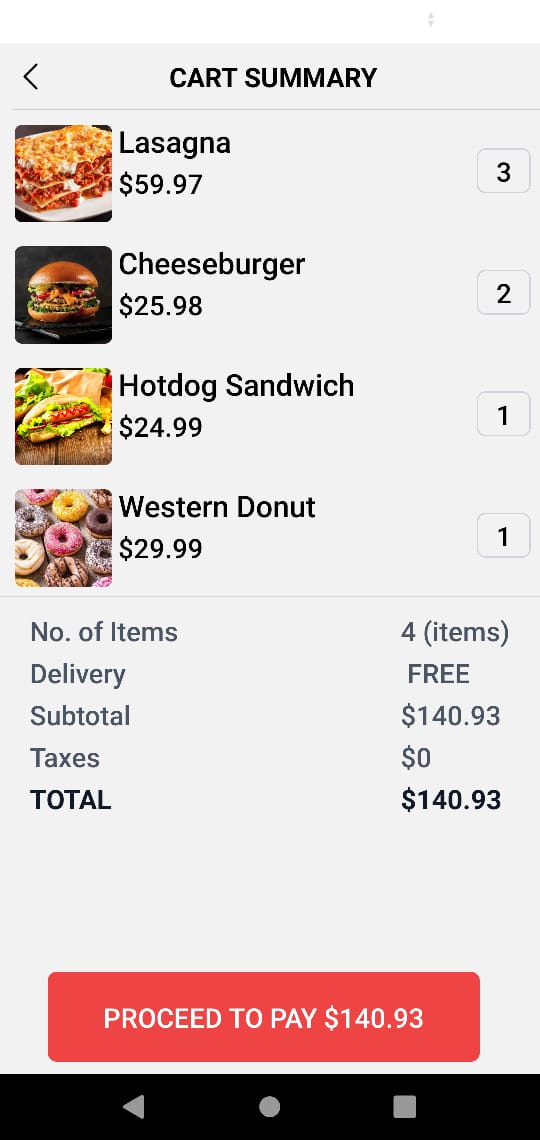 CART SUMMARY
Lasagna
$59.97
3
Cheeseburger
$25.98
2
Hotdog Sandwich
$24.99
1
Western Donut
$29.99
1
No. of Items 4 (items)
Delivery FREE
Subtotal $140.93
Taxes $0
TOTAL $140.93
PROCEED TO PAY $140.93